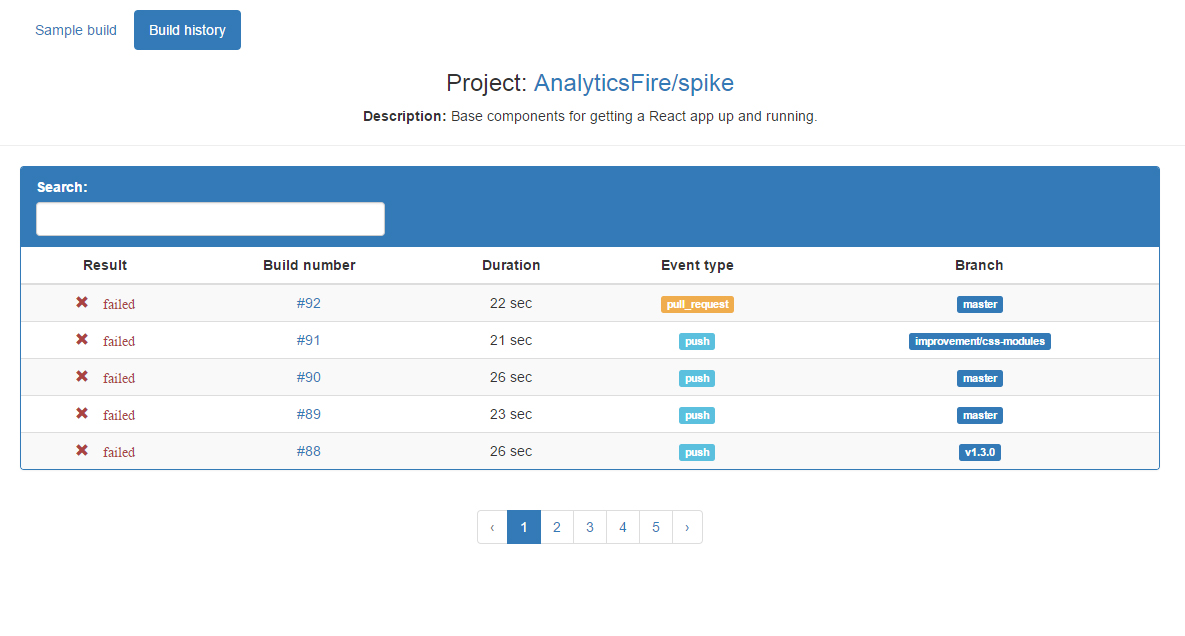 Sample build Build history
Project: AnalyticsFire/spike
Description: Base components for getting a React app up and running.
Search:
Result Build number Duration Event type Branch
✖ failed #92 22 sec pull_request master
✖ failed #91 21 sec push improvement/css-modules
✖ failed #90 26 sec push master
✖ failed #89 23 sec push master
✖ failed #88 26 sec push v1.3.0
‹ 1 2 3 4 5 ›